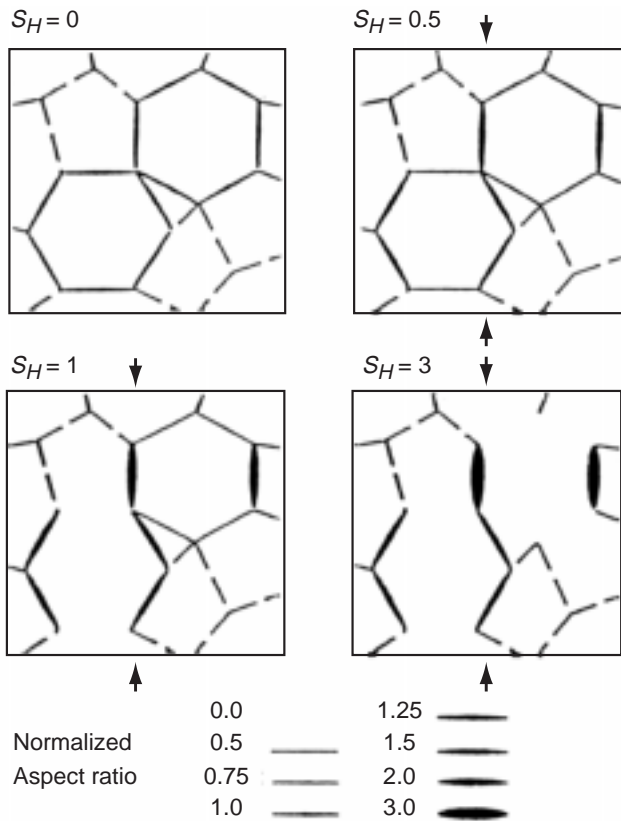 S_H = 0
S_H = 0.5
S_H = 1
S_H = 3
0.0
1.25
Normalized
0.5
1.5
Aspect ratio
0.75
2.0
1.0
3.0